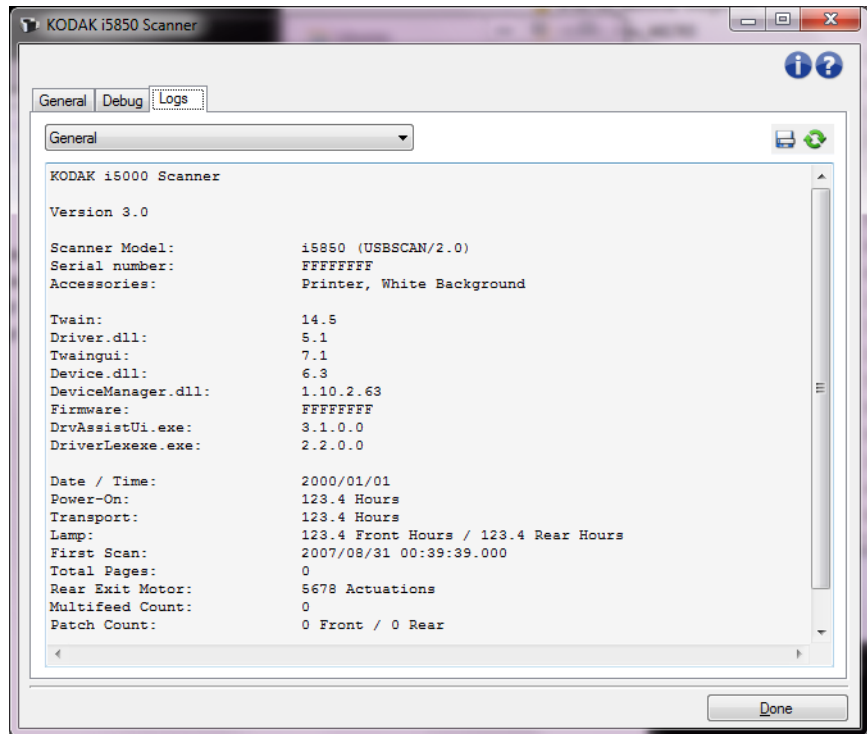 KODAK i5850 Scanner
General Debug Logs
General
KODAK i5000 Scanner
Version 3.0
Scanner Model: i5850 (USBSCAN/2.0)
Serial number: FFFFFFFF
Accessories: Printer, White Background
Twain: 14.5
Driver.dll: 5.1
Twaingui: 7.1
Device.dll: 6.3
DeviceManager.dll: 1.10.2.63
Firmware: FFFFFFFF
DrvAssistUi.exe: 3.1.0.0
DriverLexexe.exe: 2.2.0.0
Date / Time: 2000/01/01
Power-On: 123.4 Hours
Transport: 123.4 Hours
Lamp: 123.4 Front Hours / 123.4 Rear Hours
First Scan: 2007/08/31 00:39:39.000
Total Pages: 0
Rear Exit Motor: 5678 Actuations
Multifeed Count: 0
Patch Count: 0 Front / 0 Rear
Done